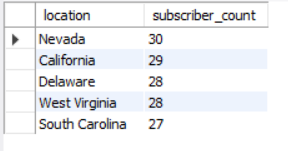 location subscriber_count
Nevada 30
California 29
Delaware 28
West Virginia 28
South Carolina 27